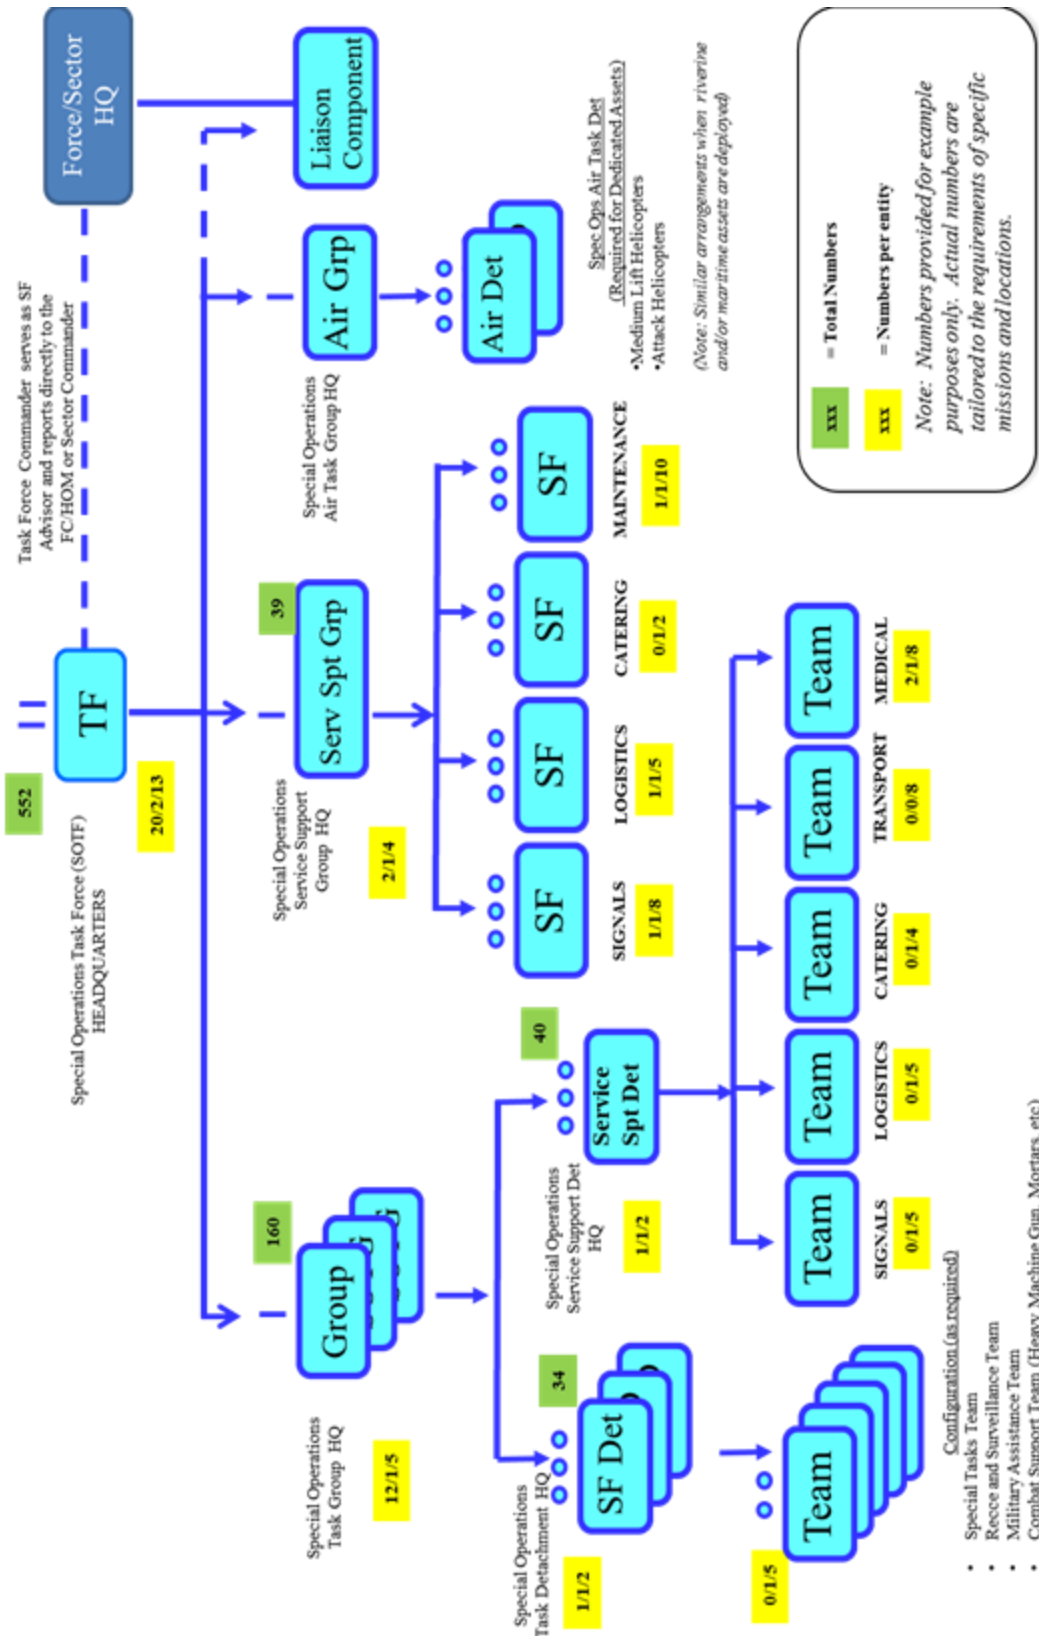 Task Force Commander serves as SF
Advisor and reports directly to the
FC/HOM or Sector Commander
Force/Sector
HQ
552
TF
Special Operations Task Force (SOTF)
HEADQUARTERS
20/2/13
160
Group
Special Operations
Task Group HQ
12/1/5
39
Serv Spt Grp
Special Operations
Service Support
Group HQ
2/1/4
Air Grp
Special Operations
Air Task Group HQ
Liaison
Component
Air Det
Spec Ops Air Task Det
(Required for Dedicated Assets)
•Medium Lift Helicopters
•Attack Helicopters
(Note: Similar arrangements when riverine
and/or maritime assets are deployed)
SF
SIGNALS
1/1/8
SF
LOGISTICS
1/1/5
SF
CATERING
0/1/2
SF
MAINTENANCE
1/1/10
34
SF Det
Special Operations
Task Detachment HQ
1/1/2
40
Service
Spt Det
Special Operations
Service Support Det
HQ
1/1/2
Team
0/1/5
Team
SIGNALS
0/1/5
Team
LOGISTICS
0/1/5
Team
CATERING
0/1/4
Team
TRANSPORT
0/0/8
Team
MEDICAL
2/1/8
Configuration (as required)
• Special Tasks Team
• Recce and Surveillance Team
• Military Assistance Team
• Combat Support Team (Heavy Machine Gun, Mortars, etc)
xxx = Total Numbers
xxx = Numbers per entity
Note: Numbers provided for example
purposes only. Actual numbers are
tailored to the requirements of specific
missions and locations.